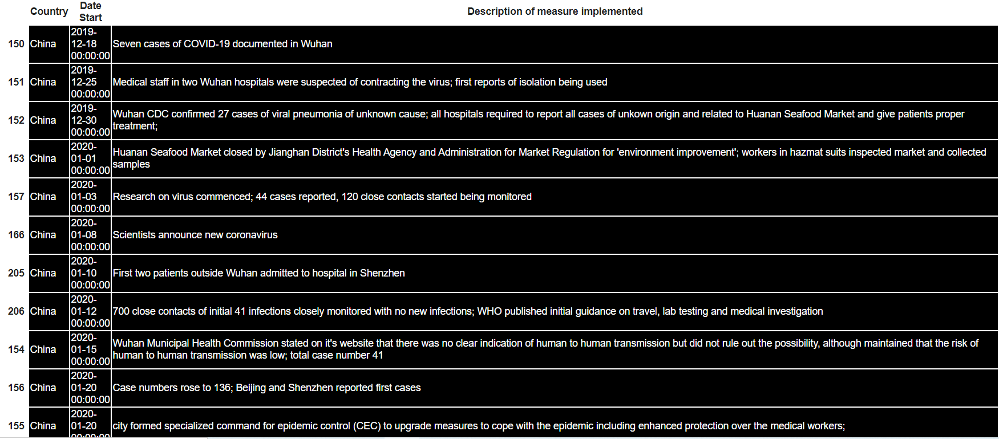 Country Date Start Description of measure implemented
150 China 2019-12-18 00:00:00 Seven cases of COVID-19 documented in Wuhan
151 China 2019-12-25 00:00:00 Medical staff in two Wuhan hospitals were suspected of contracting the virus; first reports of isolation being used
152 China 2019-12-30 00:00:00 Wuhan CDC confirmed 27 cases of viral pneumonia of unknown cause; all hospitals required to report all cases of unkown origin and related to Huanan Seafood Market and give patients proper
treatment;
153 China 2020-01-01 00:00:00 Huanan Seafood Market closed by Jianghan District's Health Agency and Administration for Market Regulation for 'environment improvement'; workers in hazmat suits inspected market and collected
samples
157 China 2020-01-03 00:00:00 Research on virus commenced; 44 cases reported, 120 close contacts started being monitored
166 China 2020-01-08 00:00:00 Scientists announce new coronavirus
205 China 2020-01-10 00:00:00 First two patients outside Wuhan admitted to hospital in Shenzhen
206 China 2020-01-12 00:00:00 700 close contacts of initial 41 infections closely monitored with no new infections; WHO published initial guidance on travel, lab testing and medical investigation
154 China 2020-01-15 00:00:00 Wuhan Municipal Health Commission stated on it's website that there was no clear indication of human to human transmission but did not rule out the possibility, although maintained that the risk of
human to human transmission was low; total case number 41
156 China 2020-01-20 00:00:00 Case numbers rose to 136; Beijing and Shenzhen reported first cases
155 China 2020-01-20 00:00:00 city formed specialized command for epidemic control (CEC) to upgrade measures to cope with the epidemic including enhanced protection over the medical workers;